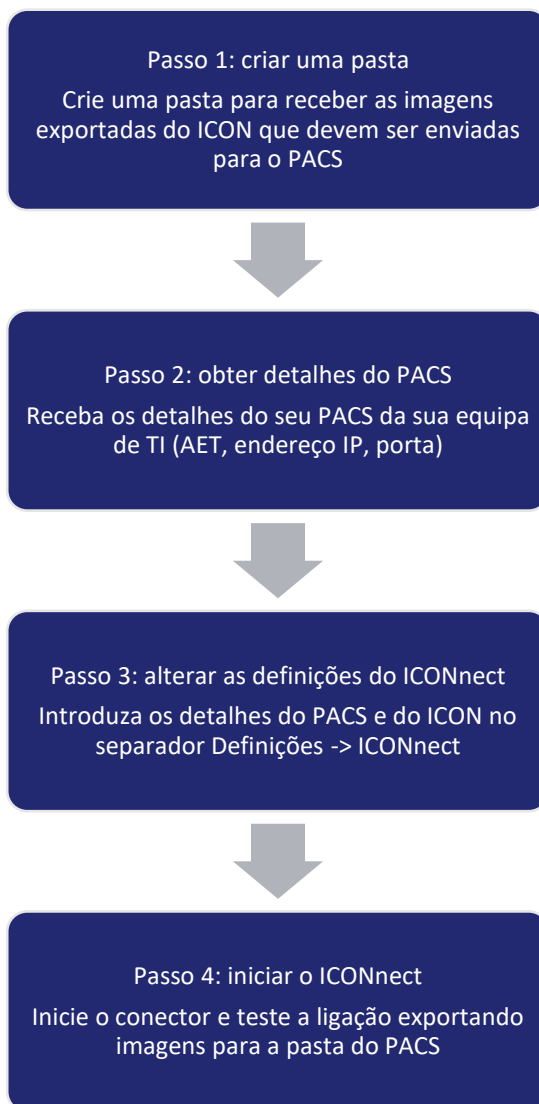 Passo 1: criar uma pasta
Crie uma pasta para receber as imagens
exportadas do ICON que devem ser enviadas
para o PACS
Passo 2: obter detalhes do PACS
Receba os detalhes do seu PACS da sua equipa
de TI (AET, endereço IP, porta)
Passo 3: alterar as definições do ICONnect
Introduza os detalhes do PACS e do ICON no
separador Definições -> ICONnect
Passo 4: iniciar o ICONnect
Inicie o conector e teste a ligação exportando
imagens para a pasta do PACS